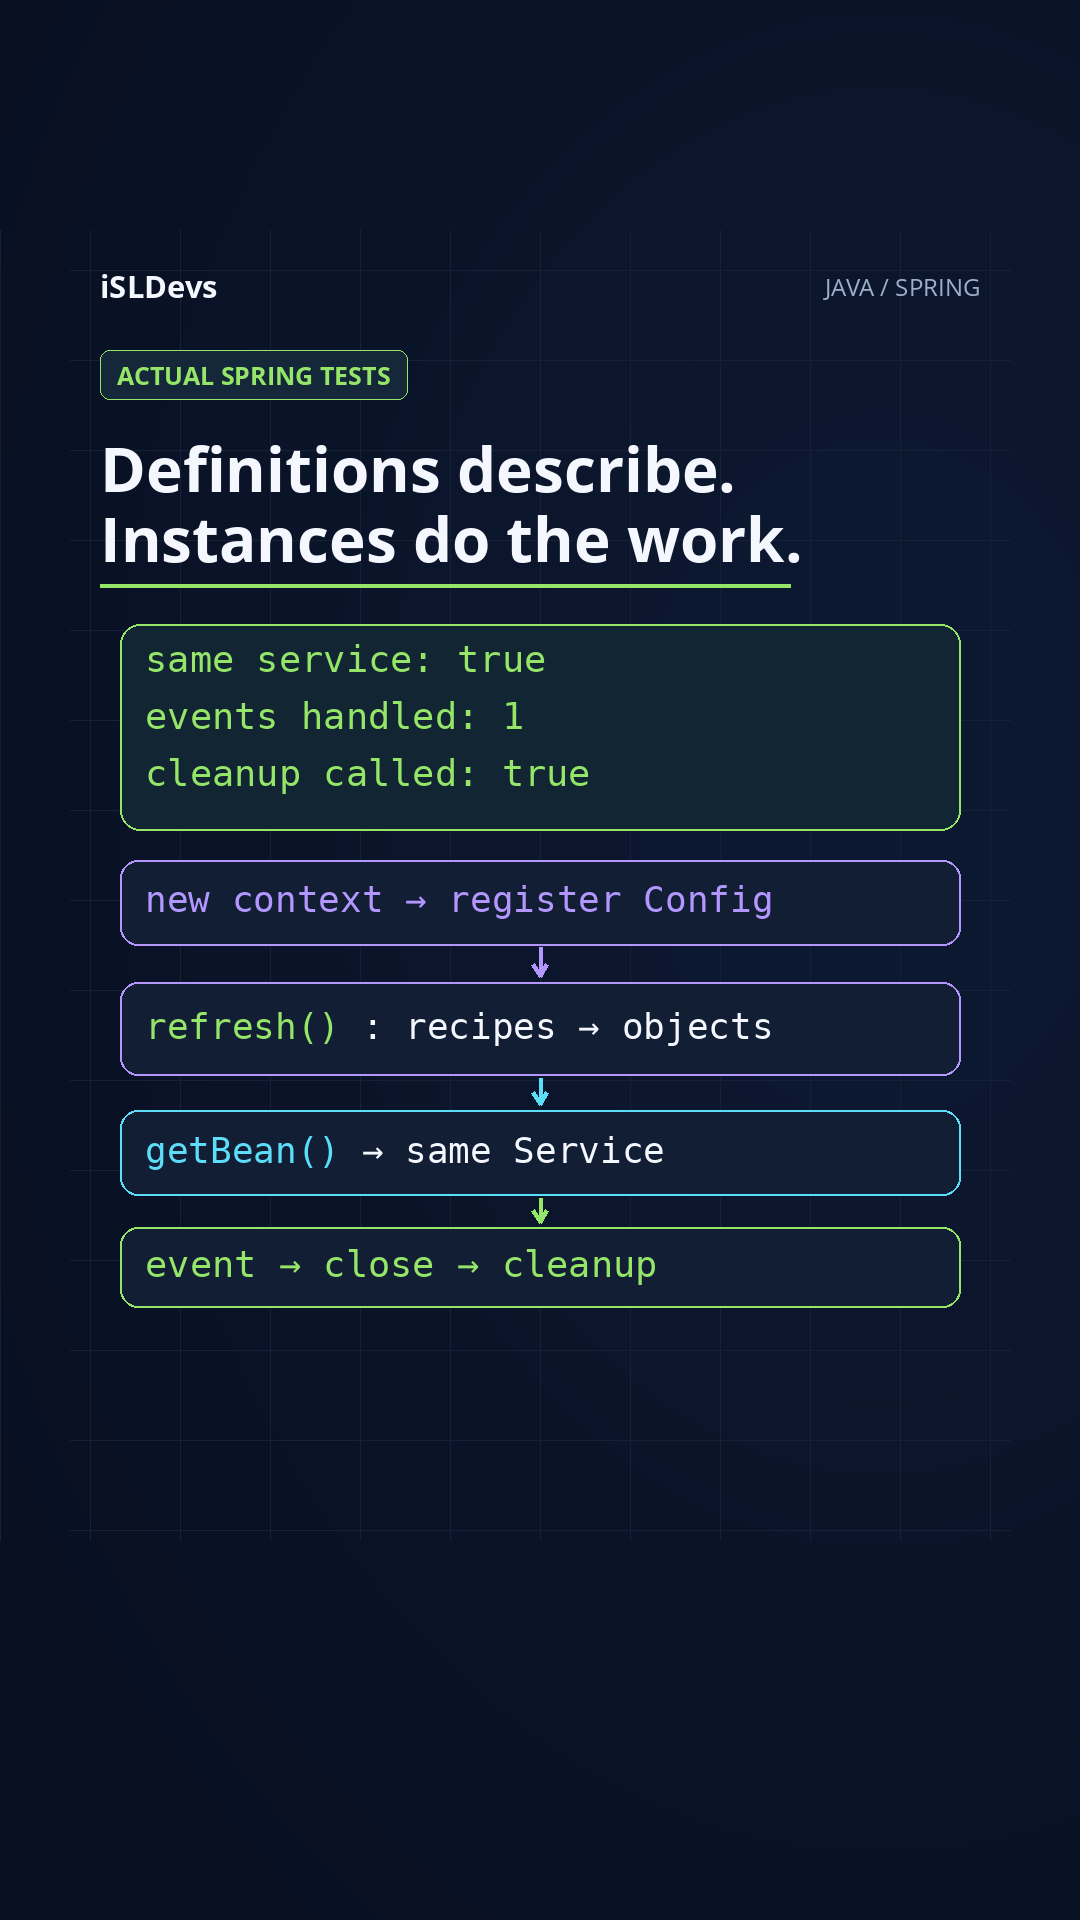 iSLDevs
JAVA / SPRING
ACTUAL SPRING TESTS
Definitions describe.
Instances do the work.
same service: true
events handled: 1
cleanup called: true
new context → register Config
refresh() : recipes → objects
getBean() → same Service
event → close → cleanup